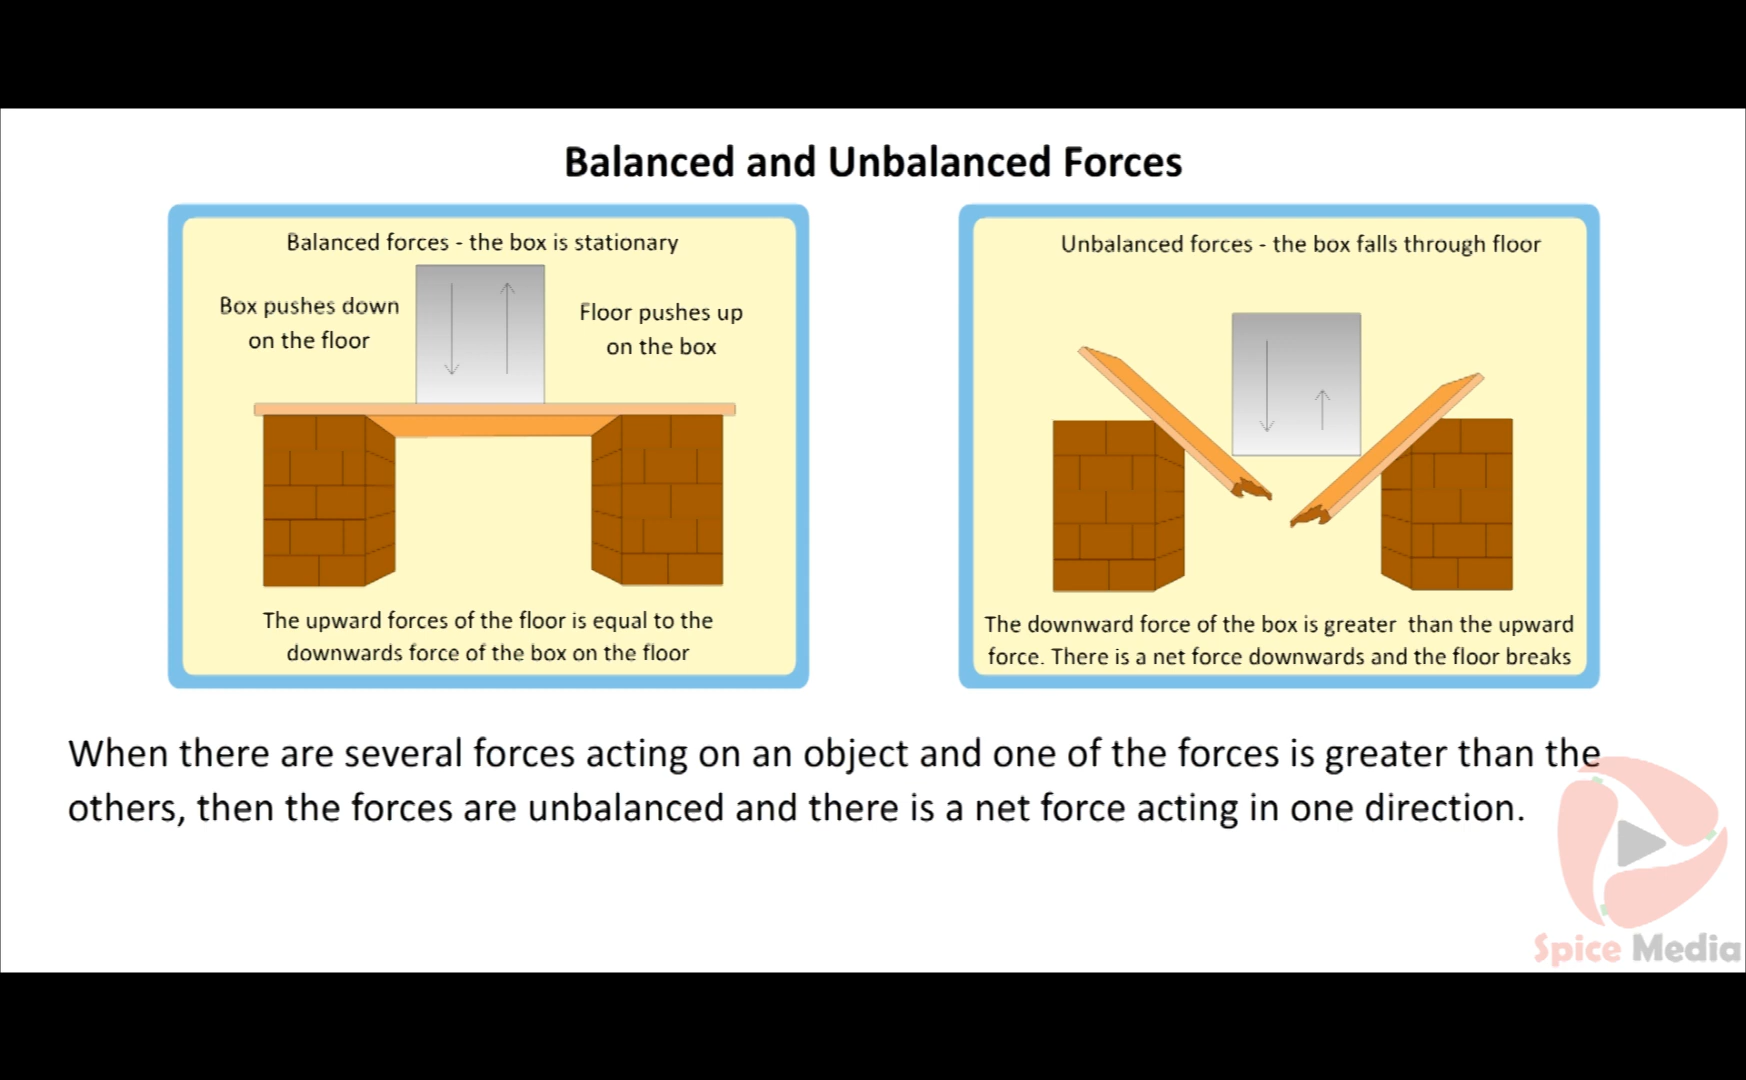 Balanced and Unbalanced Forces
Balanced forces - the box is stationary
Box pushes down
on the floor
Floor pushes up
on the box
The upward forces of the floor is equal to the
downwards force of the box on the floor
Unbalanced forces - the box falls through floor
The downward force of the box is greater than the upward
force. There is a net force downwards and the floor breaks
When there are several forces acting on an object and one of the forces is greater than the
others, then the forces are unbalanced and there is a net force acting in one direction.
Spice Media